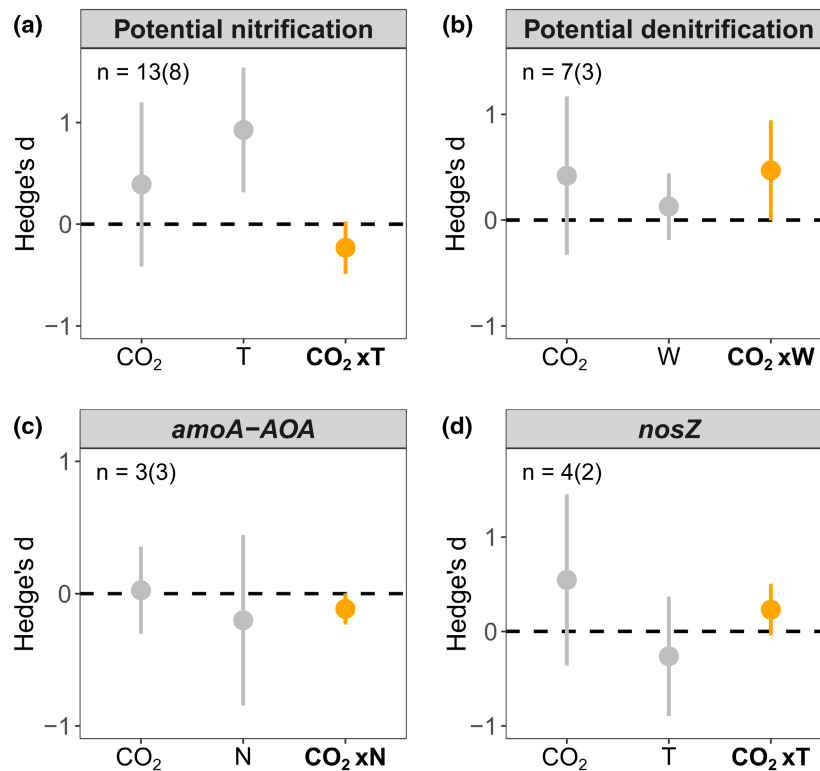 (a)
Potential nitrification
n = 13(8)
Hedge's d
1
0
−1
CO₂ T CO₂ xT
(b)
Potential denitrification
n = 7(3)
Hedge's d
1
0
−1
CO₂ W CO₂ xW
(c)
amoA−AOA
n = 3(3)
Hedge's d
1
0
−1
CO₂ N CO₂ xN
(d)
nosZ
n = 4(2)
Hedge's d
1
0
−1
CO₂ T CO₂ xT